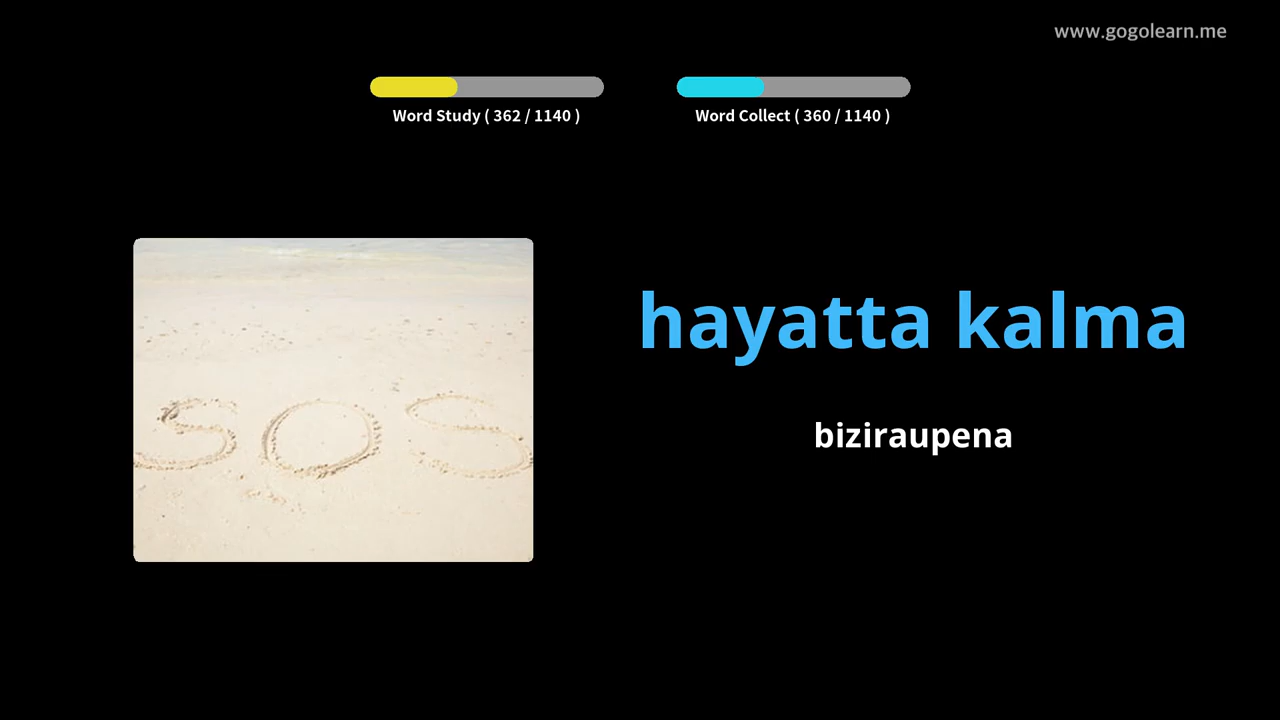 www.gogolearn.me
Word Study ( 362 / 1140 )
Word Collect ( 360 / 1140 )
SOS
hayatta kalma
biziraupena